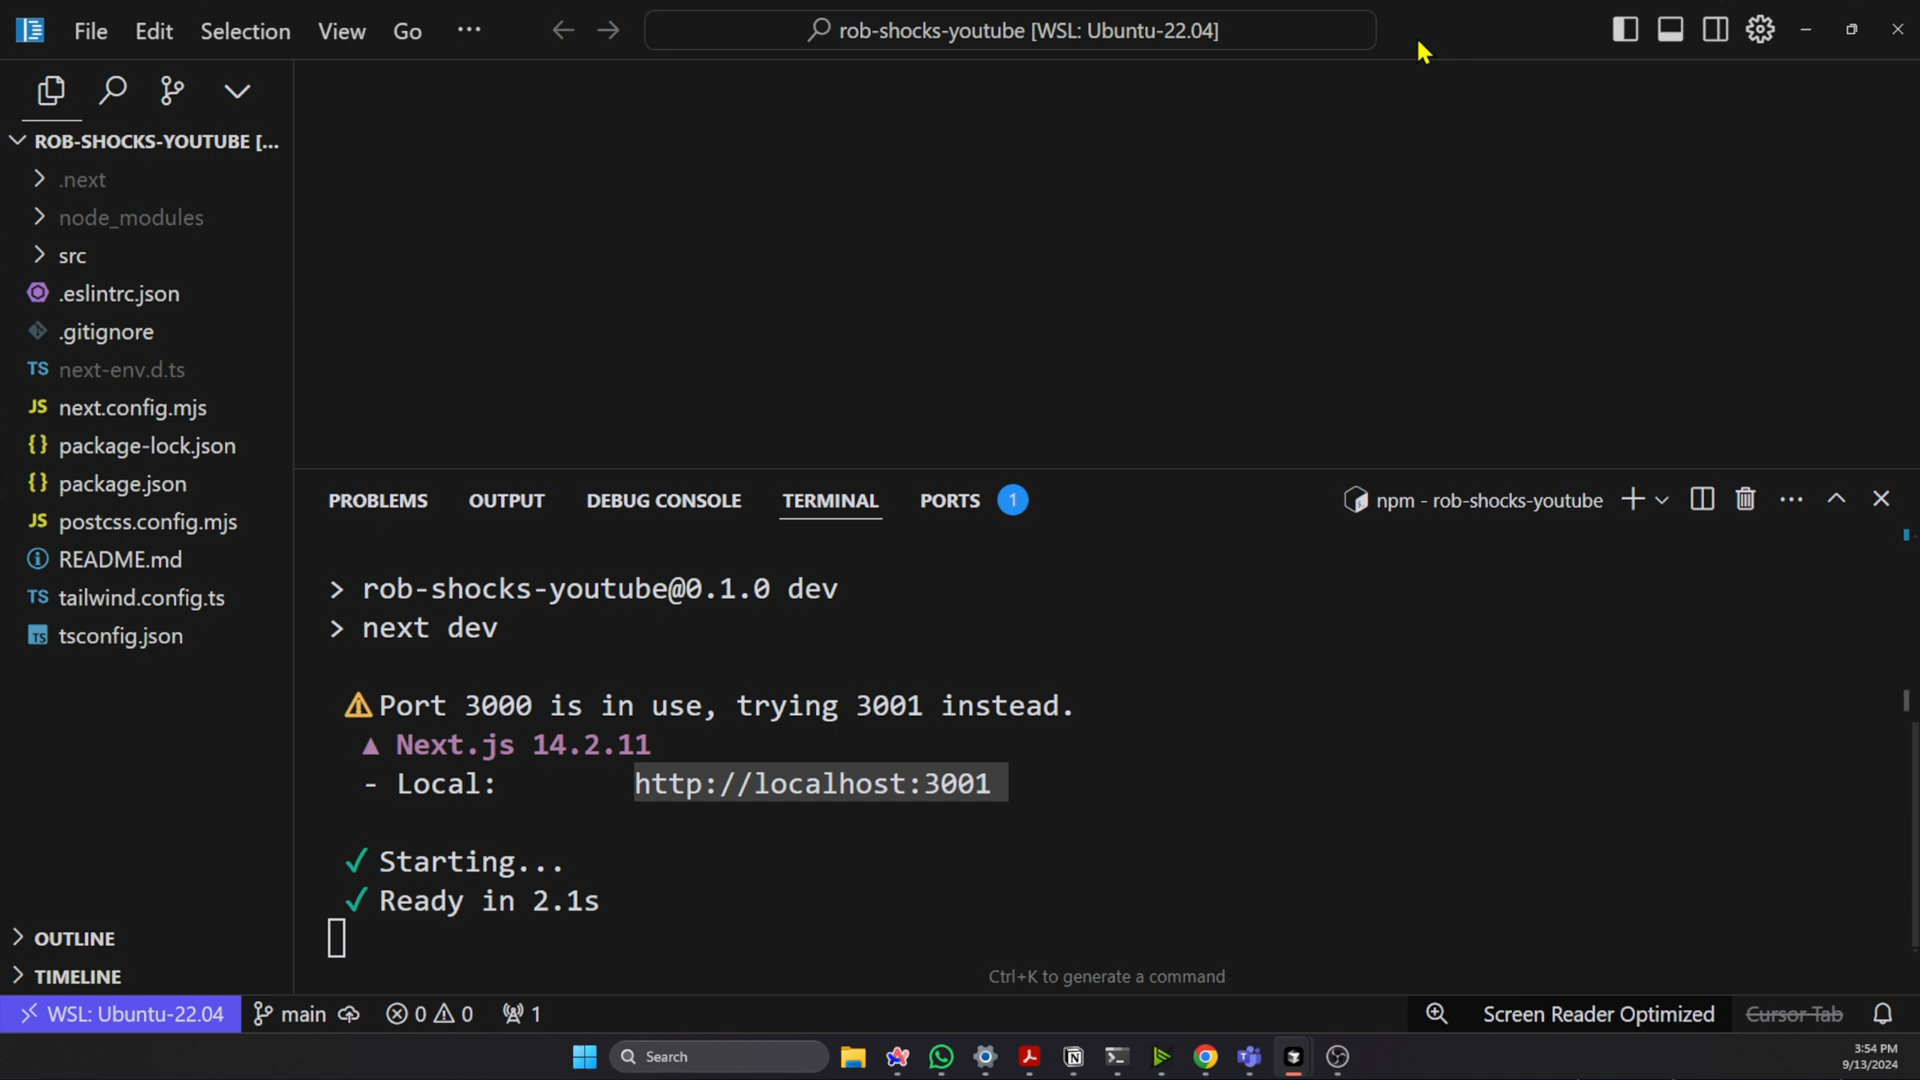 File Edit Selection View Go ···
rob-shocks-youtube [WSL: Ubuntu-22.04]
ROB-SHOCKS-YOUTUBE [...
.next
node_modules
src
.eslintrc.json
.gitignore
TS next-env.d.ts
JS next.config.mjs
{} package-lock.json
{} package.json
JS postcss.config.mjs
README.md
TS tailwind.config.ts
TS tsconfig.json
OUTLINE
TIMELINE
PROBLEMS OUTPUT DEBUG CONSOLE TERMINAL PORTS 1
npm - rob-shocks-youtube
> rob-shocks-youtube@0.1.0 dev
> next dev
⚠ Port 3000 is in use, trying 3001 instead.
▲ Next.js 14.2.11
- Local: http://localhost:3001
✓ Starting...
✓ Ready in 2.1s
Ctrl+K to generate a command
WSL: Ubuntu-22.04 main 0 0 1 Screen Reader Optimized Cursor Tab
Search
3:54 PM
9/13/2024